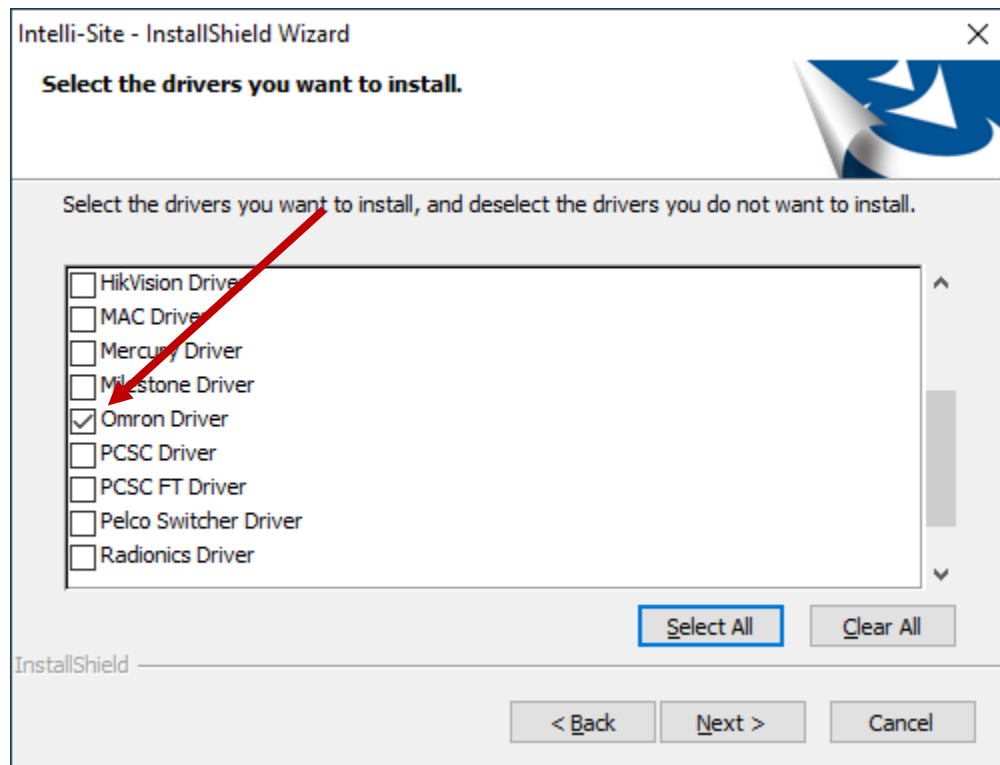 Intelli-Site - InstallShield Wizard
Select the drivers you want to install.
Select the drivers you want to install, and deselect the drivers you do not want to install.
HikVision Driver
MAC Driver
Mercury Driver
Milestone Driver
Omron Driver
PCSC Driver
PCSC FT Driver
Pelco Switcher Driver
Radionics Driver
Select All
Clear All
InstallShield
< Back
Next >
Cancel